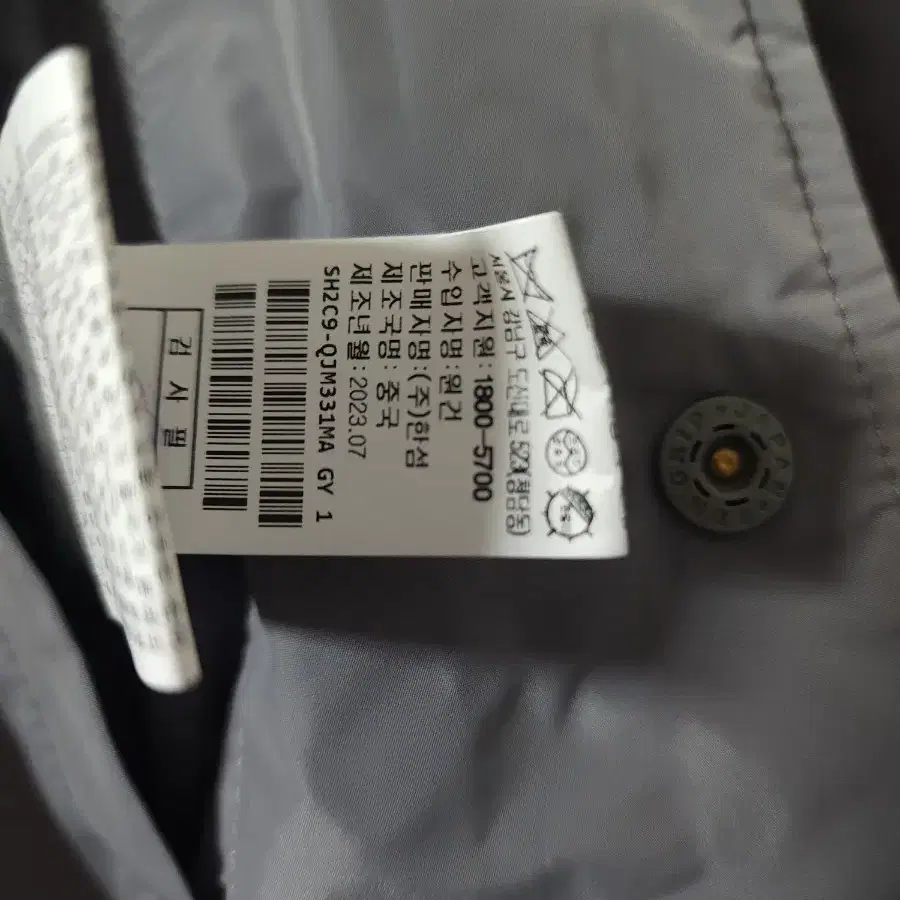 서울시 강남구 도산대로 523(청담동)
고객지원: 1800-5700
수입자명: 원건
판매자명: (주)한섬
제조국명: 중국
제조년월: 2023.07
SH2C9-QJM331MA GY 1
검 사 필